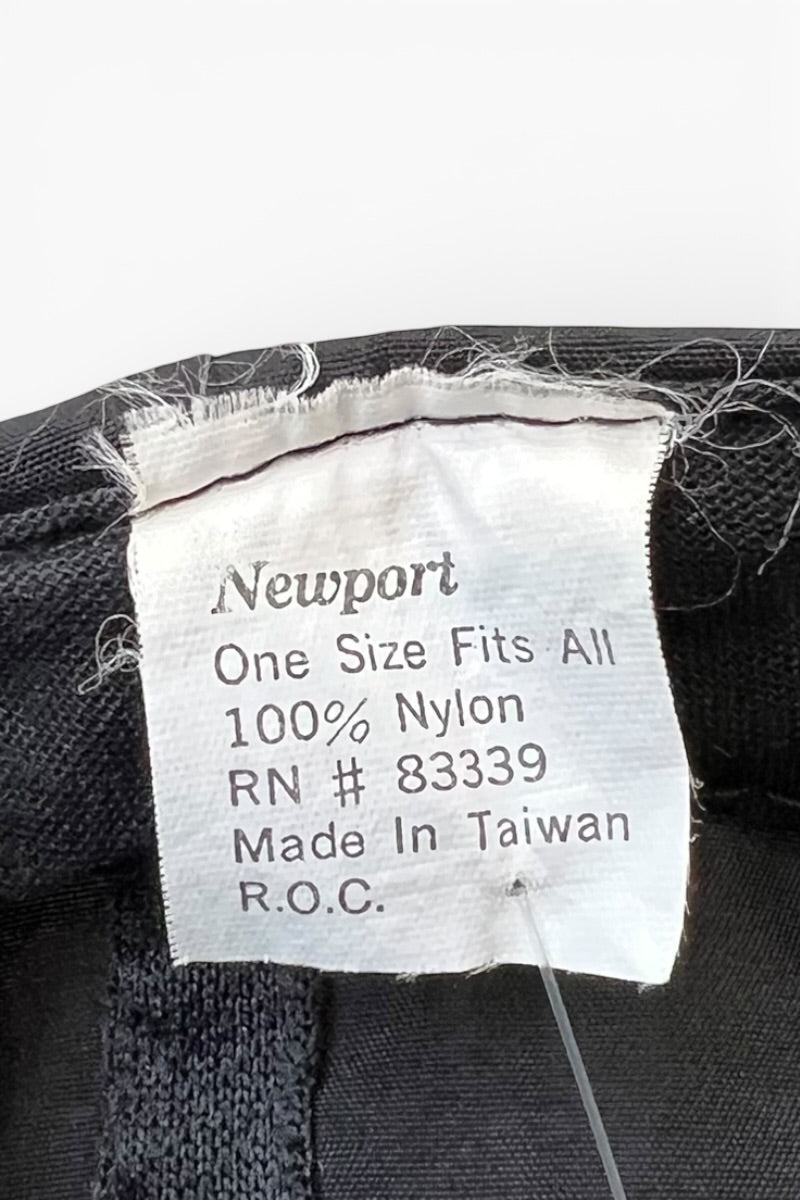 Newport
One Size Fits All
100% Nylon
RN # 83339
Made In Taiwan
R.O.C.